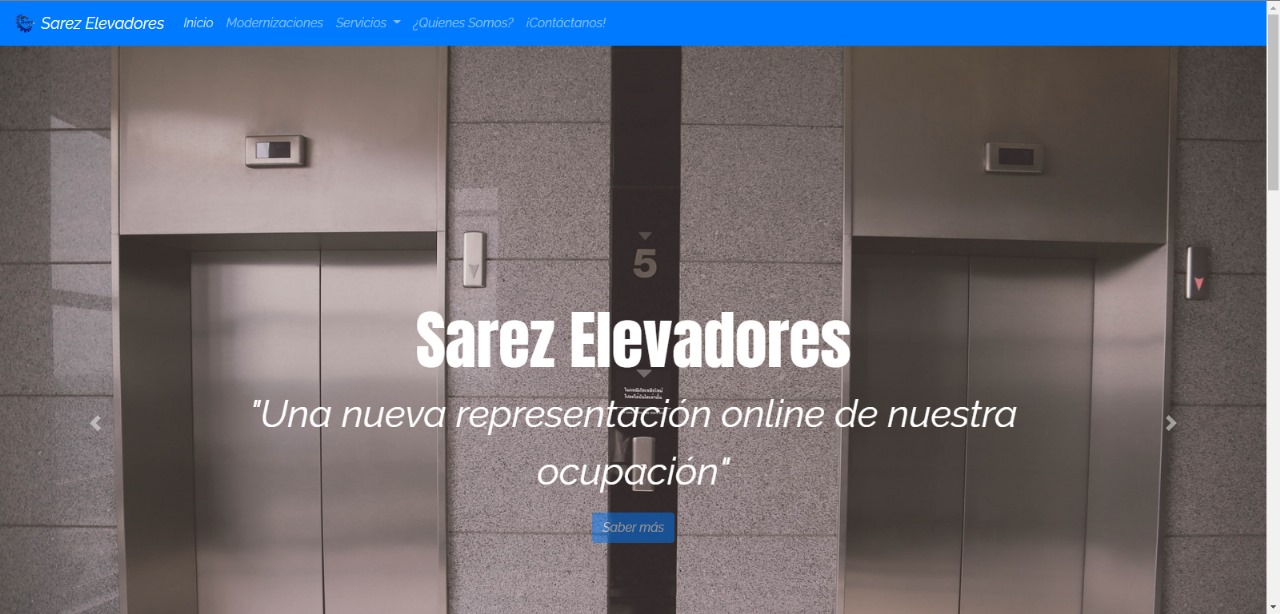 Sarez Elevadores Inicio Modernizaciones Servicios ¿Quienes Somos? ¡Contáctanos!
5
Sarez Elevadores
"Una nueva representación online de nuestra
ocupación"
Saber más